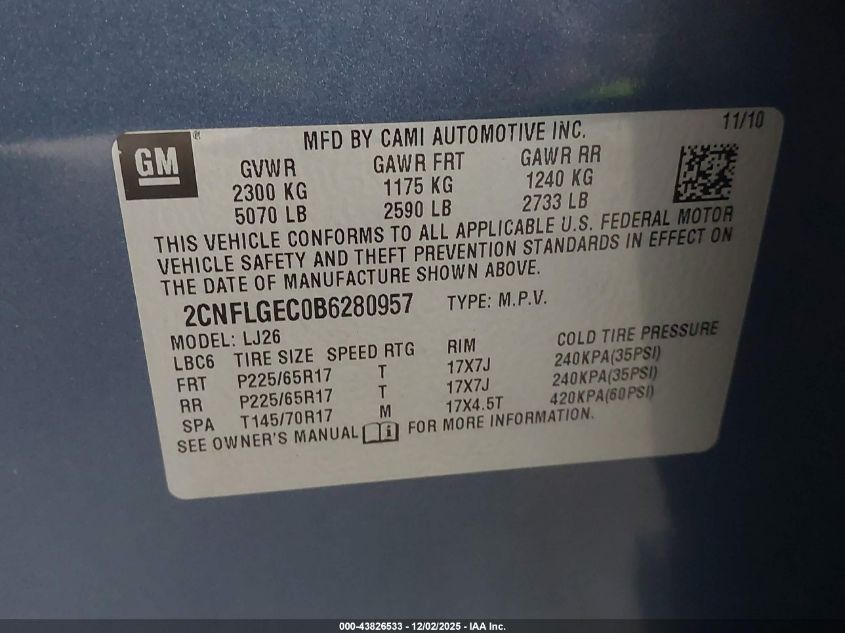 11/10
GM ® MFD BY CAMI AUTOMOTIVE INC.
GVWR GAWR FRT GAWR RR
2300 KG 1175 KG 1240 KG
5070 LB 2590 LB 2733 LB
THIS VEHICLE CONFORMS TO ALL APPLICABLE U.S. FEDERAL MOTOR
VEHICLE SAFETY AND THEFT PREVENTION STANDARDS IN EFFECT ON
THE DATE OF MANUFACTURE SHOWN ABOVE.
2CNFLGEC0B6280957 TYPE: M.P.V.
MODEL: LJ26
LBC6 TIRE SIZE SPEED RTG RIM COLD TIRE PRESSURE
FRT P225/65R17 T 17X7J 240KPA(35PSI)
RR P225/65R17 T 17X7J 240KPA(35PSI)
SPA T145/70R17 M 17X4.5T 420KPA(60PSI)
SEE OWNER'S MANUAL FOR MORE INFORMATION.
000-43826533 - 12/02/2025 - IAA Inc.